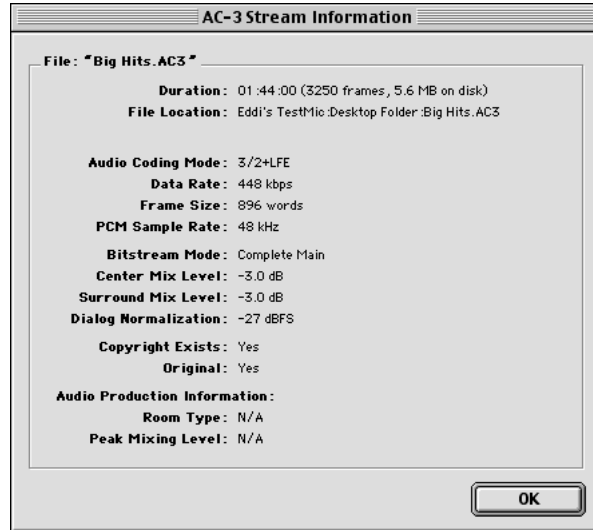 AC-3 Stream Information
File: "Big Hits.AC3"
Duration: 01:44:00 (3250 frames, 5.6 MB on disk)
File Location: Eddi's TestMic:Desktop Folder:Big Hits.AC3
Audio Coding Mode: 3/2+LFE
Data Rate: 448 kbps
Frame Size: 896 words
PCM Sample Rate: 48 kHz
Bitstream Mode: Complete Main
Center Mix Level: -3.0 dB
Surround Mix Level: -3.0 dB
Dialog Normalization: -27 dBFS
Copyright Exists: Yes
Original: Yes
Audio Production Information:
Room Type: N/A
Peak Mixing Level: N/A
OK